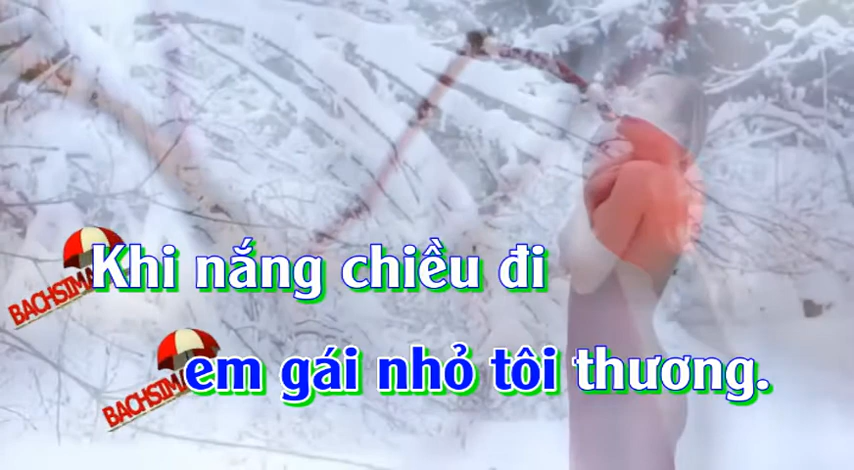 Khi nắng chiều đi
BACHSIMA
em gái nhỏ tôi thương.
BACHSIMA